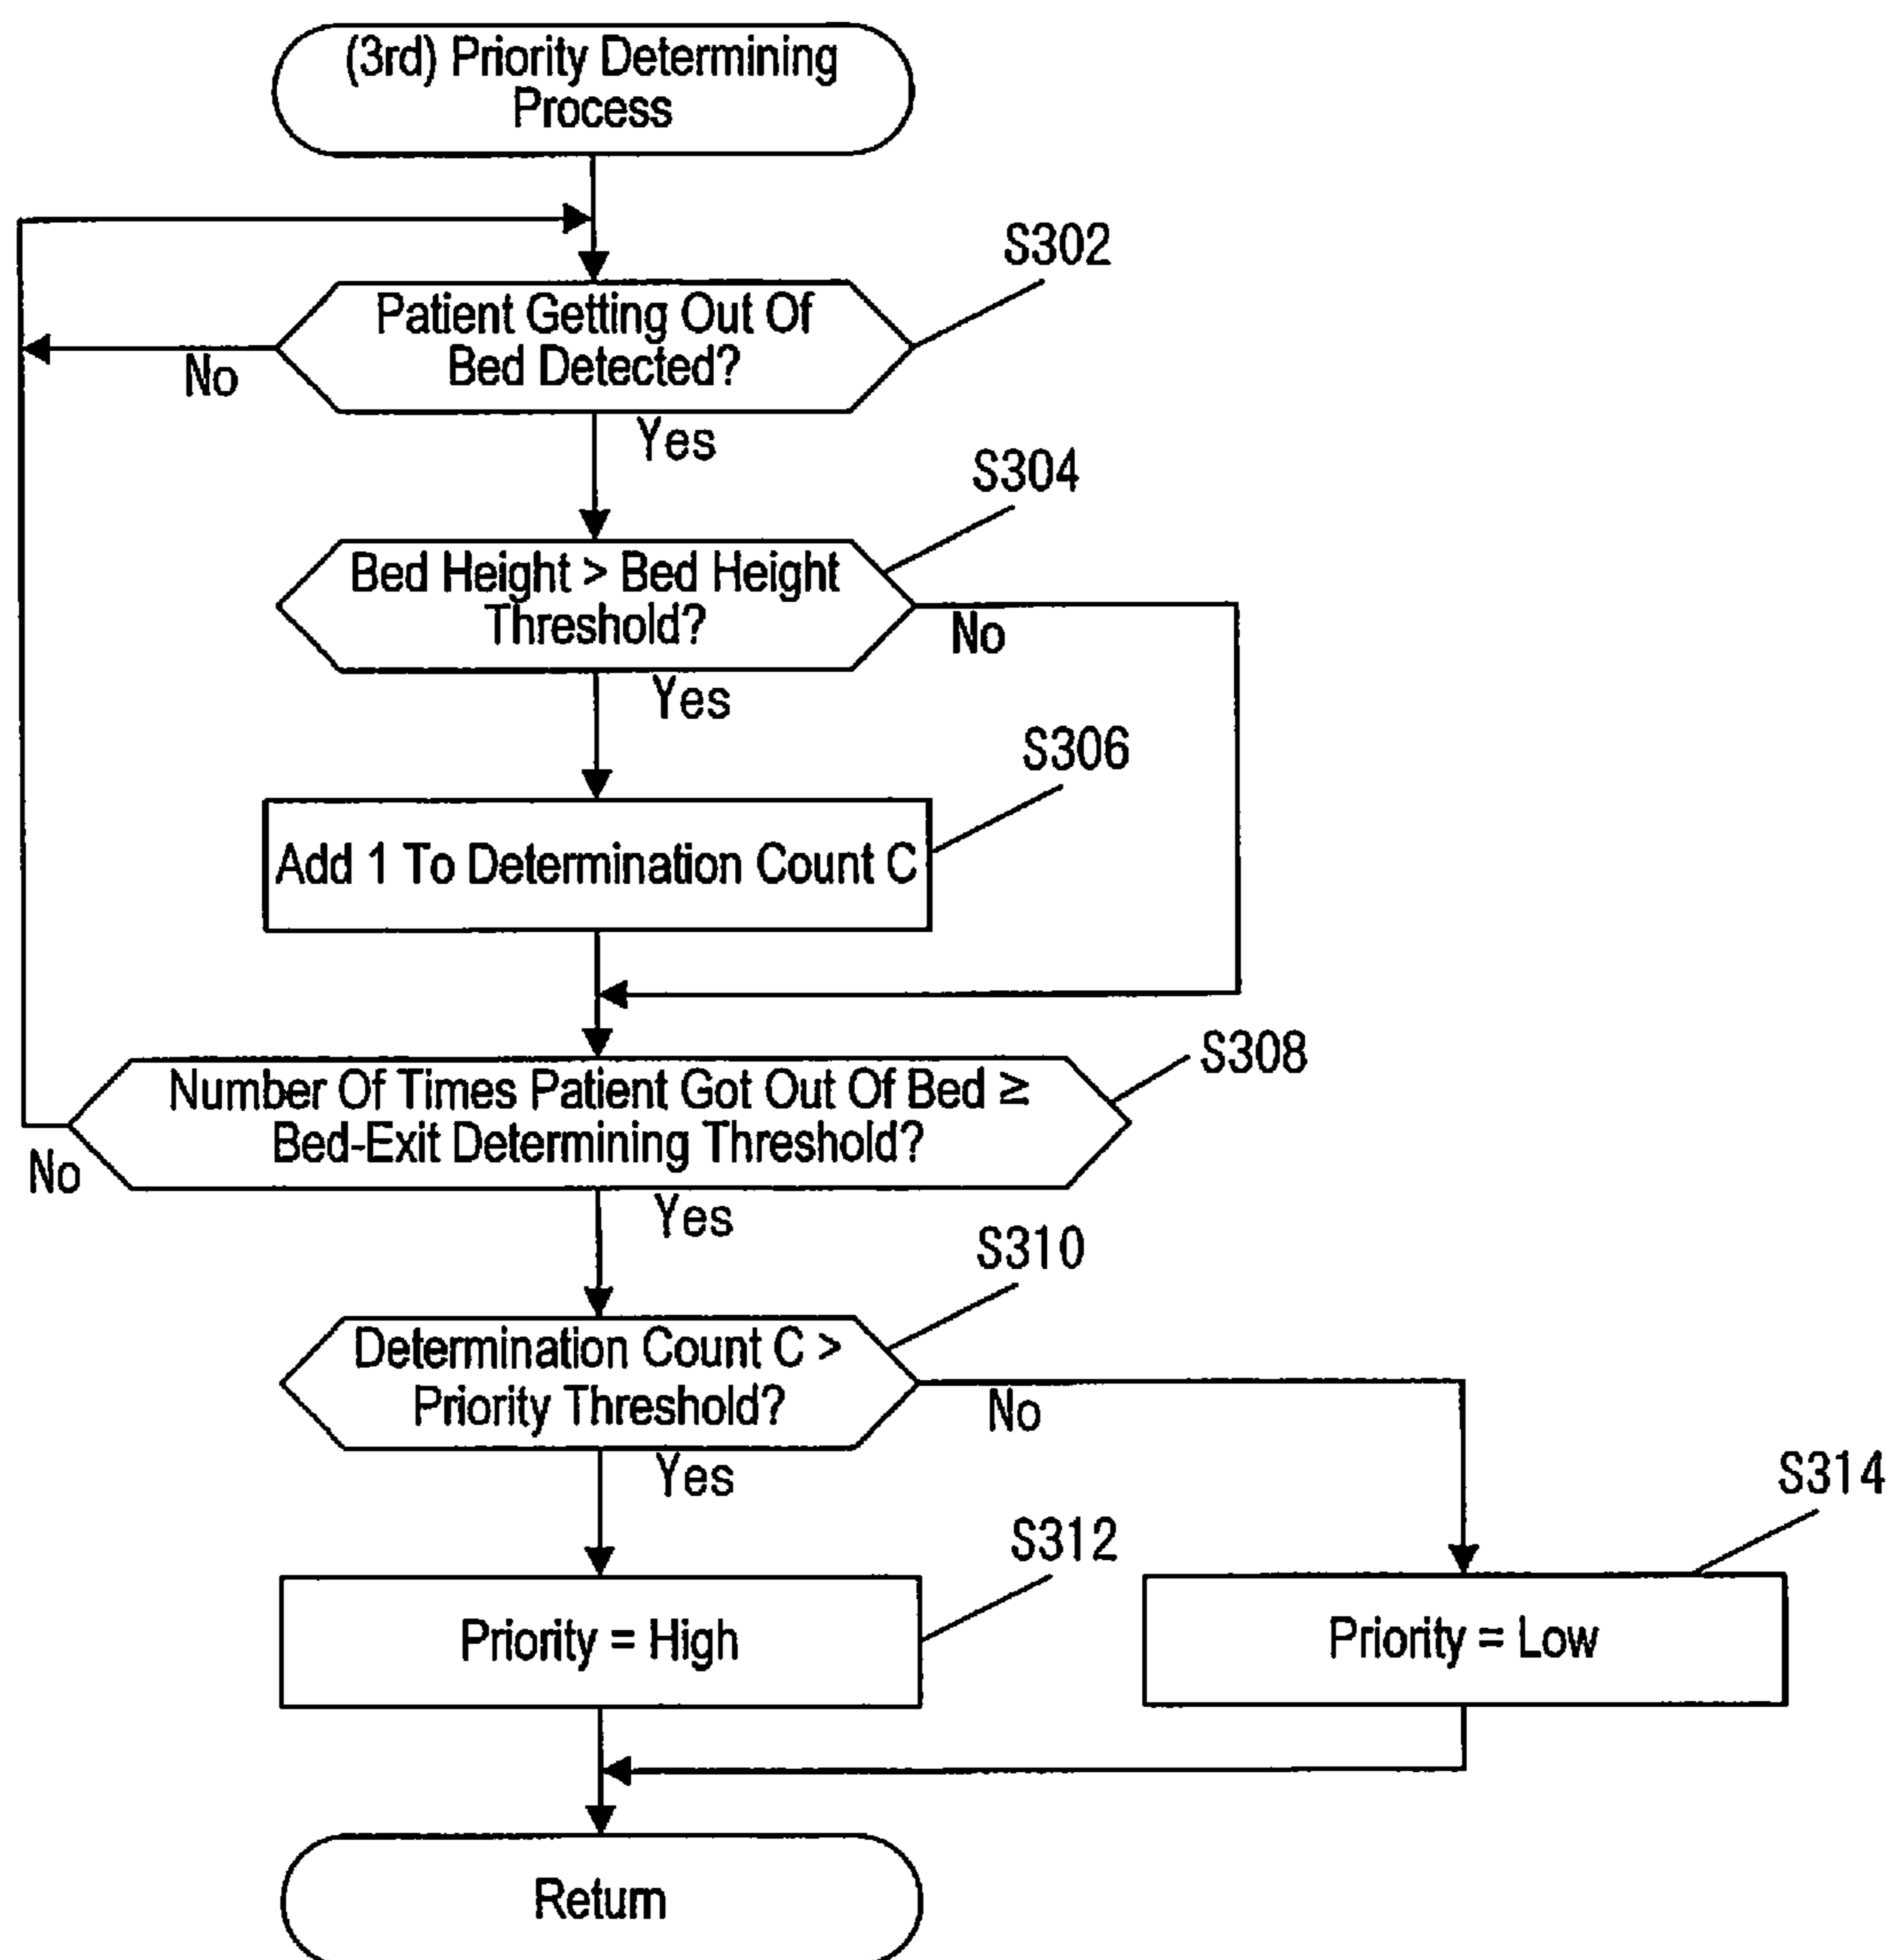 (3rd) Priority Determining
Process
S302
Patient Getting Out Of
Bed Detected?
No
Yes
S304
Bed Height > Bed Height
Threshold?
No
Yes
S306
Add 1 To Determination Count C
S308
Number Of Times Patient Got Out Of Bed ≥
Bed-Exit Determining Threshold?
No
Yes
S310
Determination Count C >
Priority Threshold?
No
Yes
S312
S314
Priority = High
Priority = Low
Return